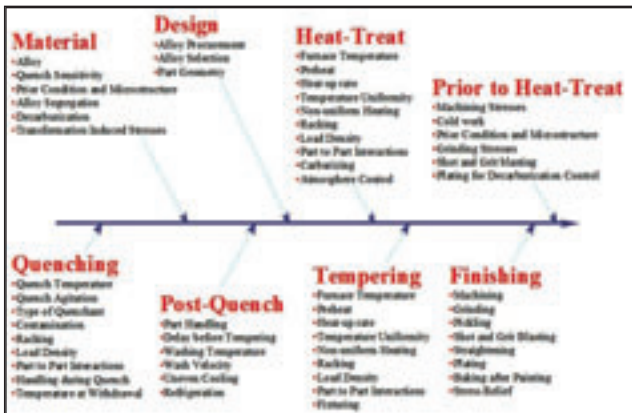 Material
•Alloy
•Quench Sensitivity
•Prior Condition and Microstructure
•Alloy Segregation
•Decarburization
•Transformation Induced Stresses
Design
•Alloy Procurement
•Alloy Selection
•Part Geometry
Heat-Treat
•Furnace Temperature
•Preheat
•Heat-up rate
•Temperature Uniformity
•Non-uniform Heating
•Racking
•Load Density
•Part to Part Interactions
•Carburizing
•Atmosphere Control
Prior to Heat-Treat
•Machining Stresses
•Cold work
•Prior Condition and Microstructure
•Grinding Stresses
•Shot and Grit Blasting
•Plating for Decarburization Control
Quenching
•Quench Temperature
•Quench Agitation
•Type of Quenchant
•Contamination
•Racking
•Load Density
•Part to Part Interactions
•Handling during Quench
•Temperature at Withdrawal
Post-Quench
•Part Handling
•Delay before Tempering
•Washing Temperature
•Wash Velocity
•Uneven Cooling
•Refrigeration
Tempering
•Furnace Temperature
•Preheat
•Heat-up rate
•Temperature Uniformity
•Non-uniform Heating
•Racking
•Load Density
•Part to Part Interactions
•Fixturing
Finishing
•Machining
•Grinding
•Pickling
•Shot and Grit Blasting
•Straightening
•Plating
•Baking after Painting
•Stress Relief